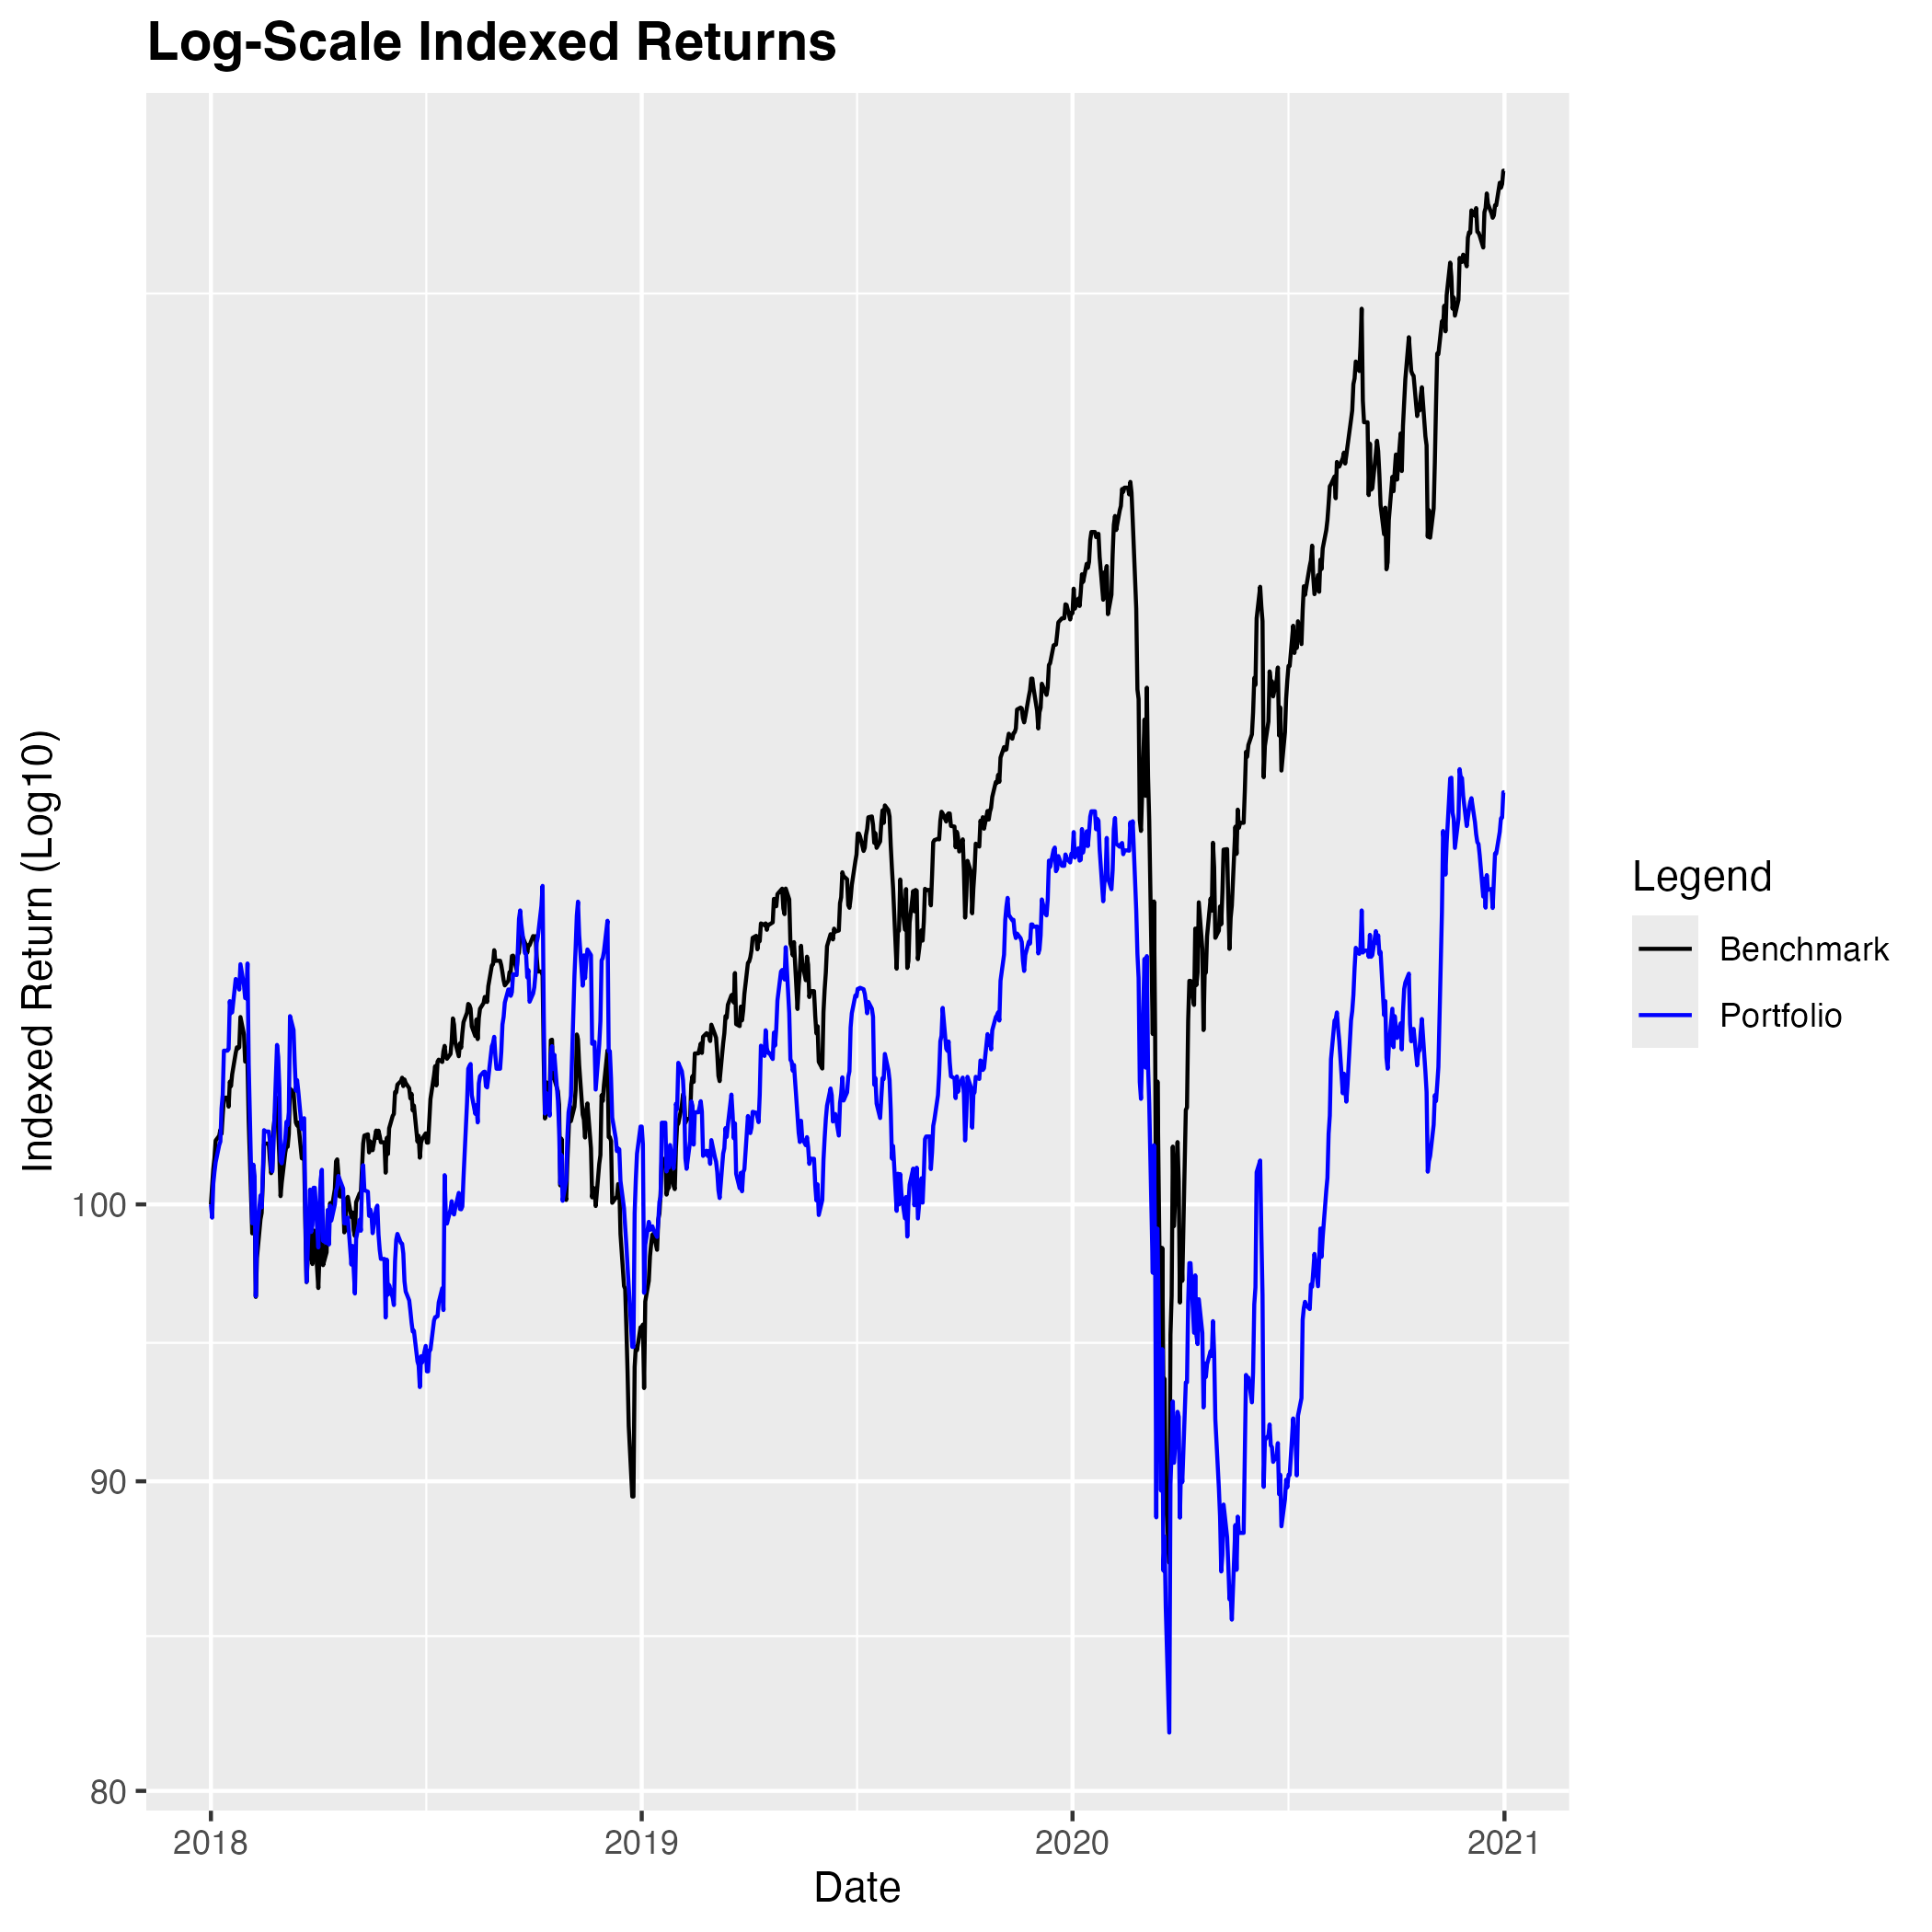 Log-Scale Indexed Returns
Indexed Return (Log10)
100
90
80
2018
2019
2020
2021
Date
Legend
Benchmark
Portfolio